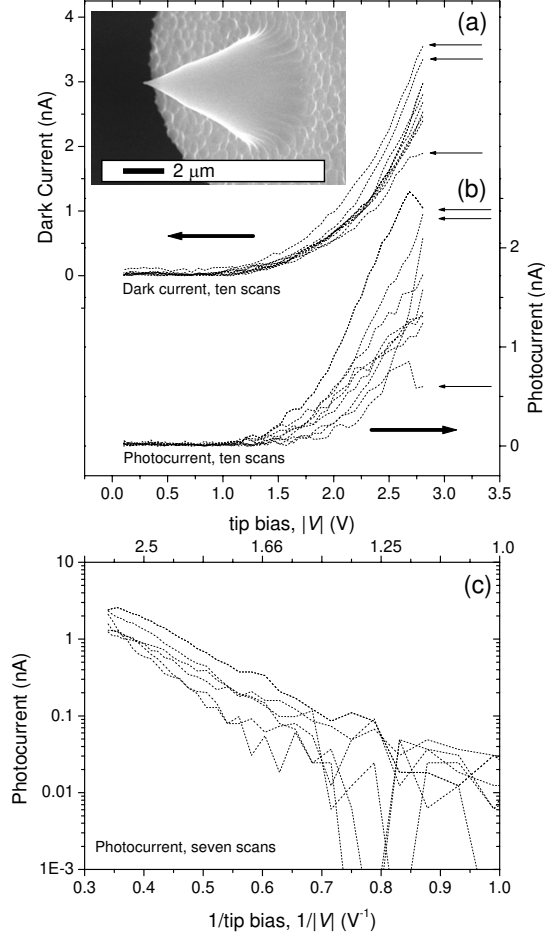 (a)
4
3
2
1
0
Dark Current (nA)
2 μm
(b)
Dark current, ten scans
2
1
0
Photocurrent (nA)
Photocurrent, ten scans
0.0 0.5 1.0 1.5 2.0 2.5 3.0 3.5
tip bias, |V| (V)
2.5 1.66 1.25 1.0
(c)
10
1
0.1
0.01
1E-3
Photocurrent (nA)
Photocurrent, seven scans
0.3 0.4 0.5 0.6 0.7 0.8 0.9 1.0
1/tip bias, 1/|V| (V⁻¹)